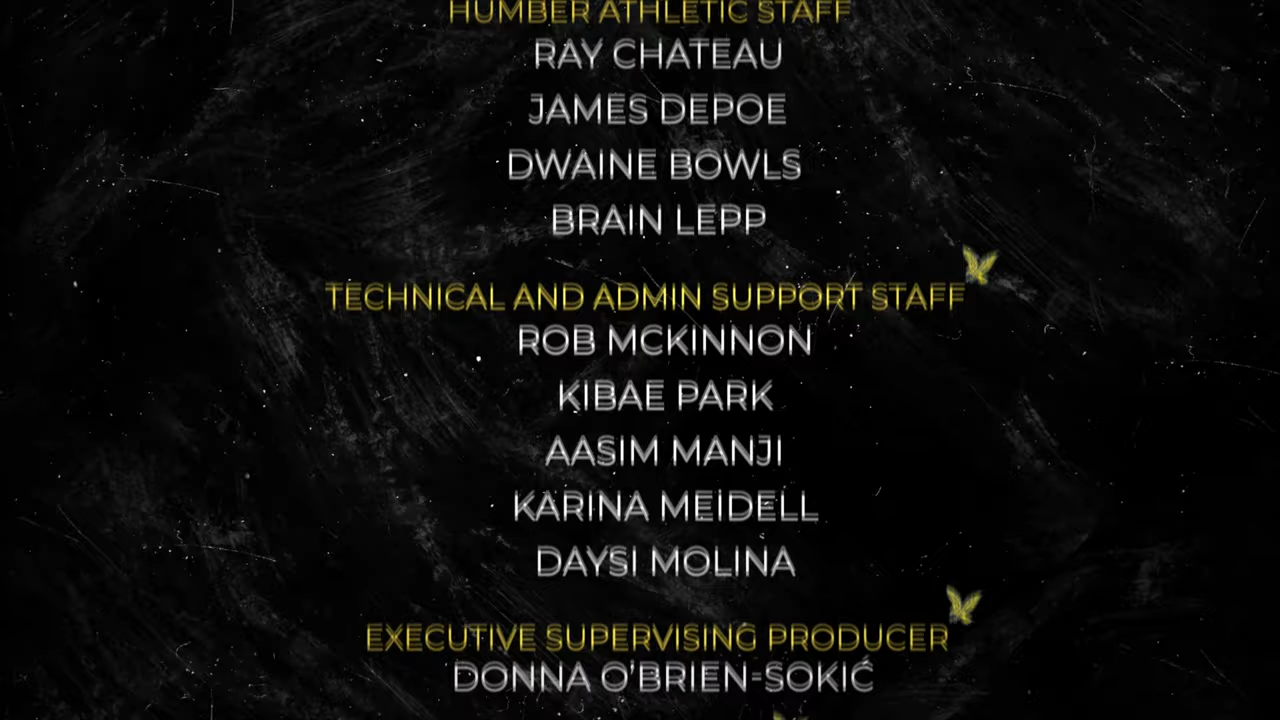 HUMBER ATHLETIC STAFF
RAY CHATEAU
JAMES DEPOE
DWAINE BOWLS
BRAIN LEPP
TECHNICAL AND ADMIN SUPPORT STAFF
ROB MCKINNON
KIBAE PARK
AASIM MANJI
KARINA MEIDELL
DAYSI MOLINA
EXECUTIVE SUPERVISING PRODUCER
DONNA O'BRIEN-SOKIĆ